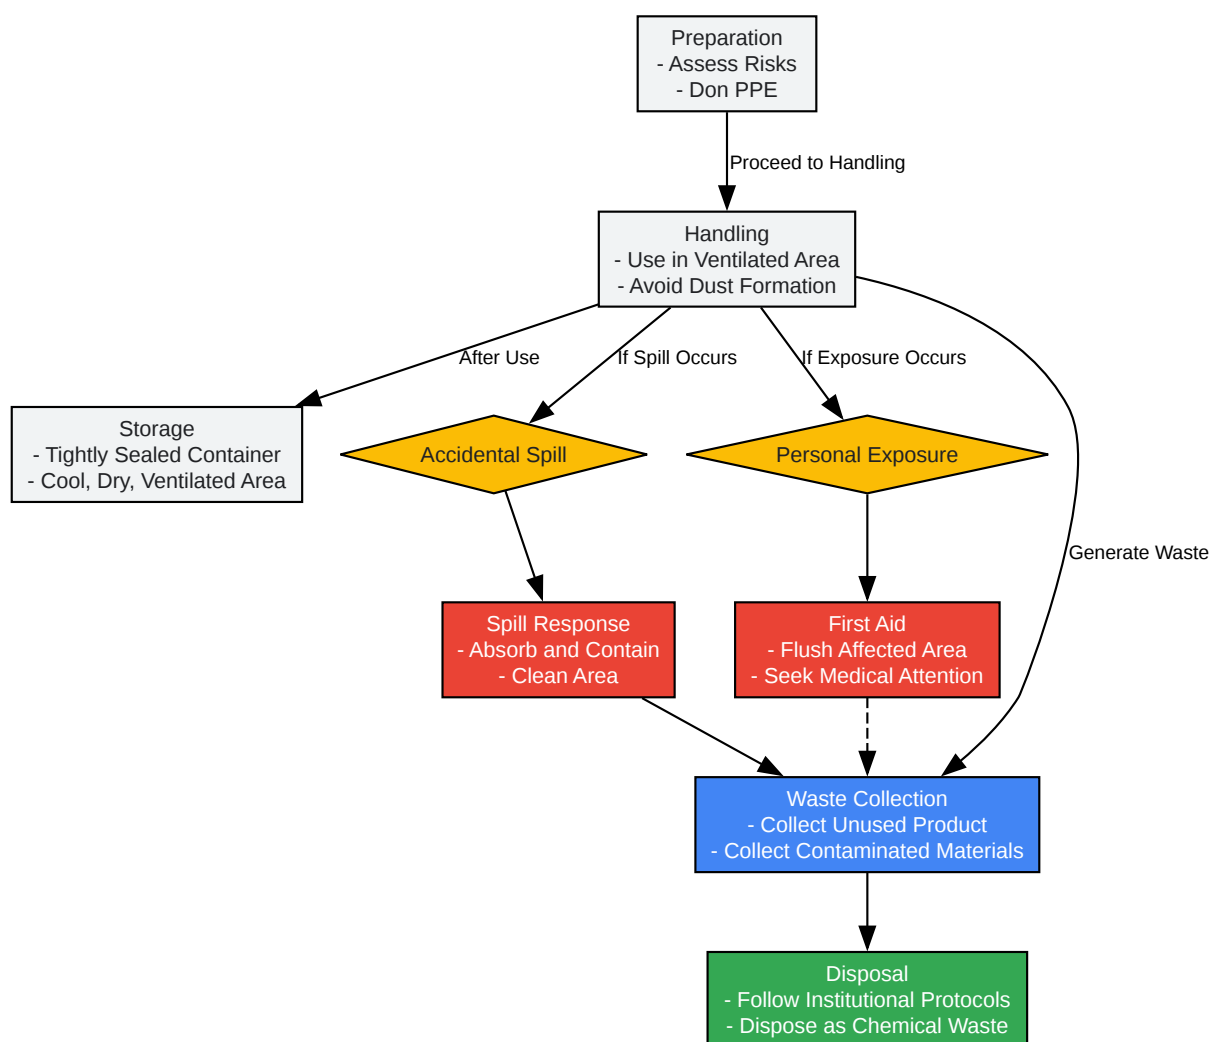 Preparation
- Assess Risks
- Don PPE
Proceed to Handling
Handling
- Use in Ventilated Area
- Avoid Dust Formation
After Use
If Spill Occurs
If Exposure Occurs
Storage
- Tightly Sealed Container
- Cool, Dry, Ventilated Area
Accidental Spill
Personal Exposure
Generate Waste
Spill Response
- Absorb and Contain
- Clean Area
First Aid
- Flush Affected Area
- Seek Medical Attention
Waste Collection
- Collect Unused Product
- Collect Contaminated Materials
Disposal
- Follow Institutional Protocols
- Dispose as Chemical Waste